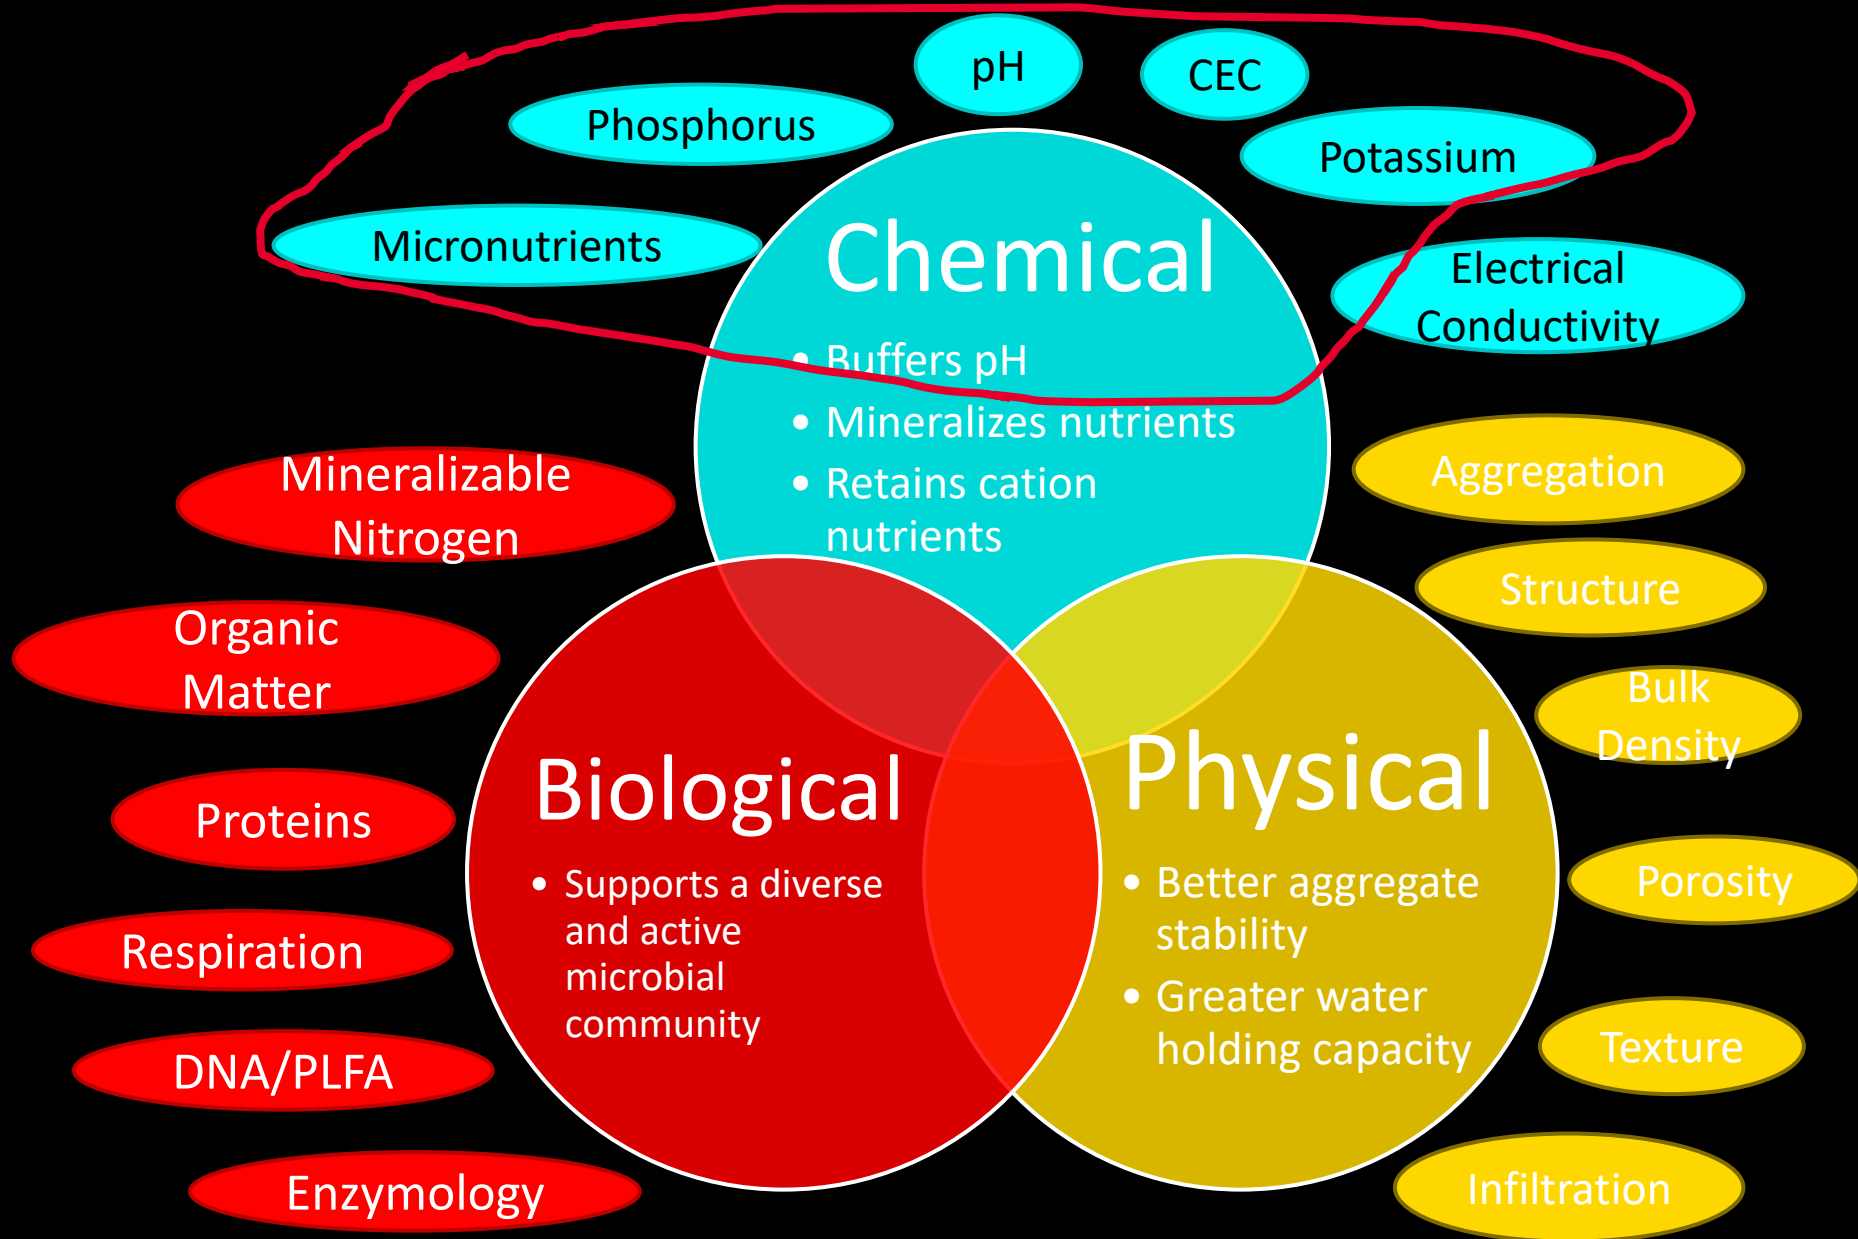 pH
CEC
Phosphorus
Potassium
Micronutrients
Electrical
Conductivity
Chemical
• Buffers pH
• Mineralizes nutrients
• Retains cation
nutrients
Mineralizable
Nitrogen
Organic
Matter
Proteins
Respiration
DNA/PLFA
Enzymology
Biological
• Supports a diverse
and active
microbial
community
Physical
• Better aggregate
stability
• Greater water
holding capacity
Aggregation
Structure
Bulk
Density
Porosity
Texture
Infiltration